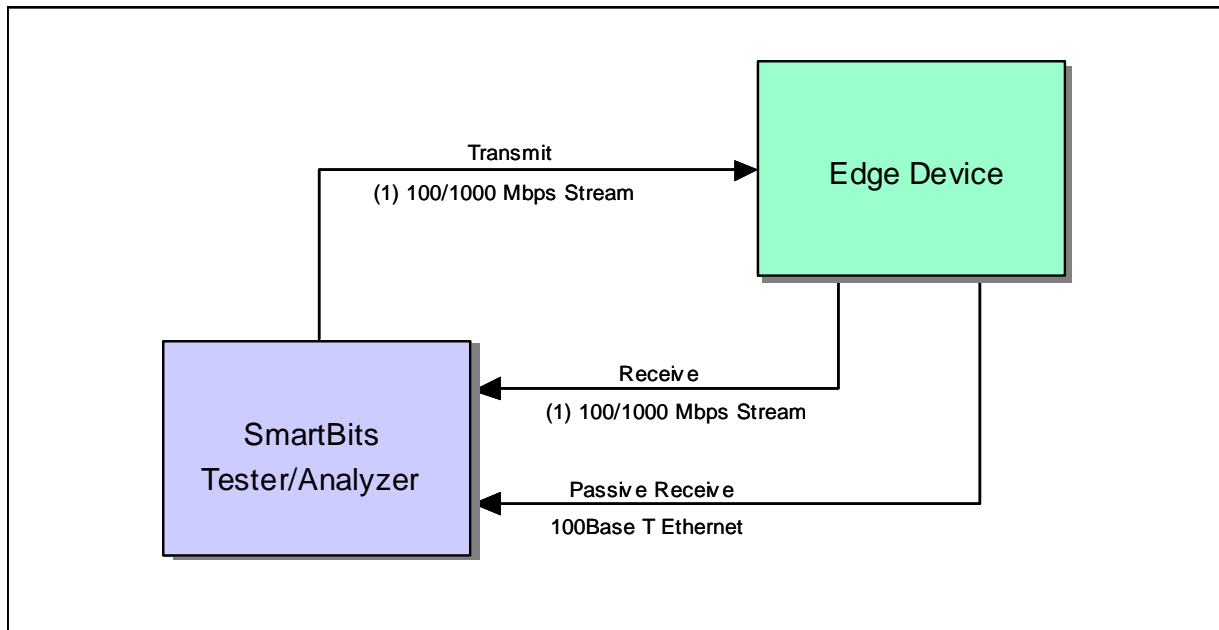 Transmit
(1) 100/1000 Mbps Stream
Edge Device
Receive
(1) 100/1000 Mbps Stream
SmartBits
Tester/Analyzer
Passive Receive
100Base T Ethernet